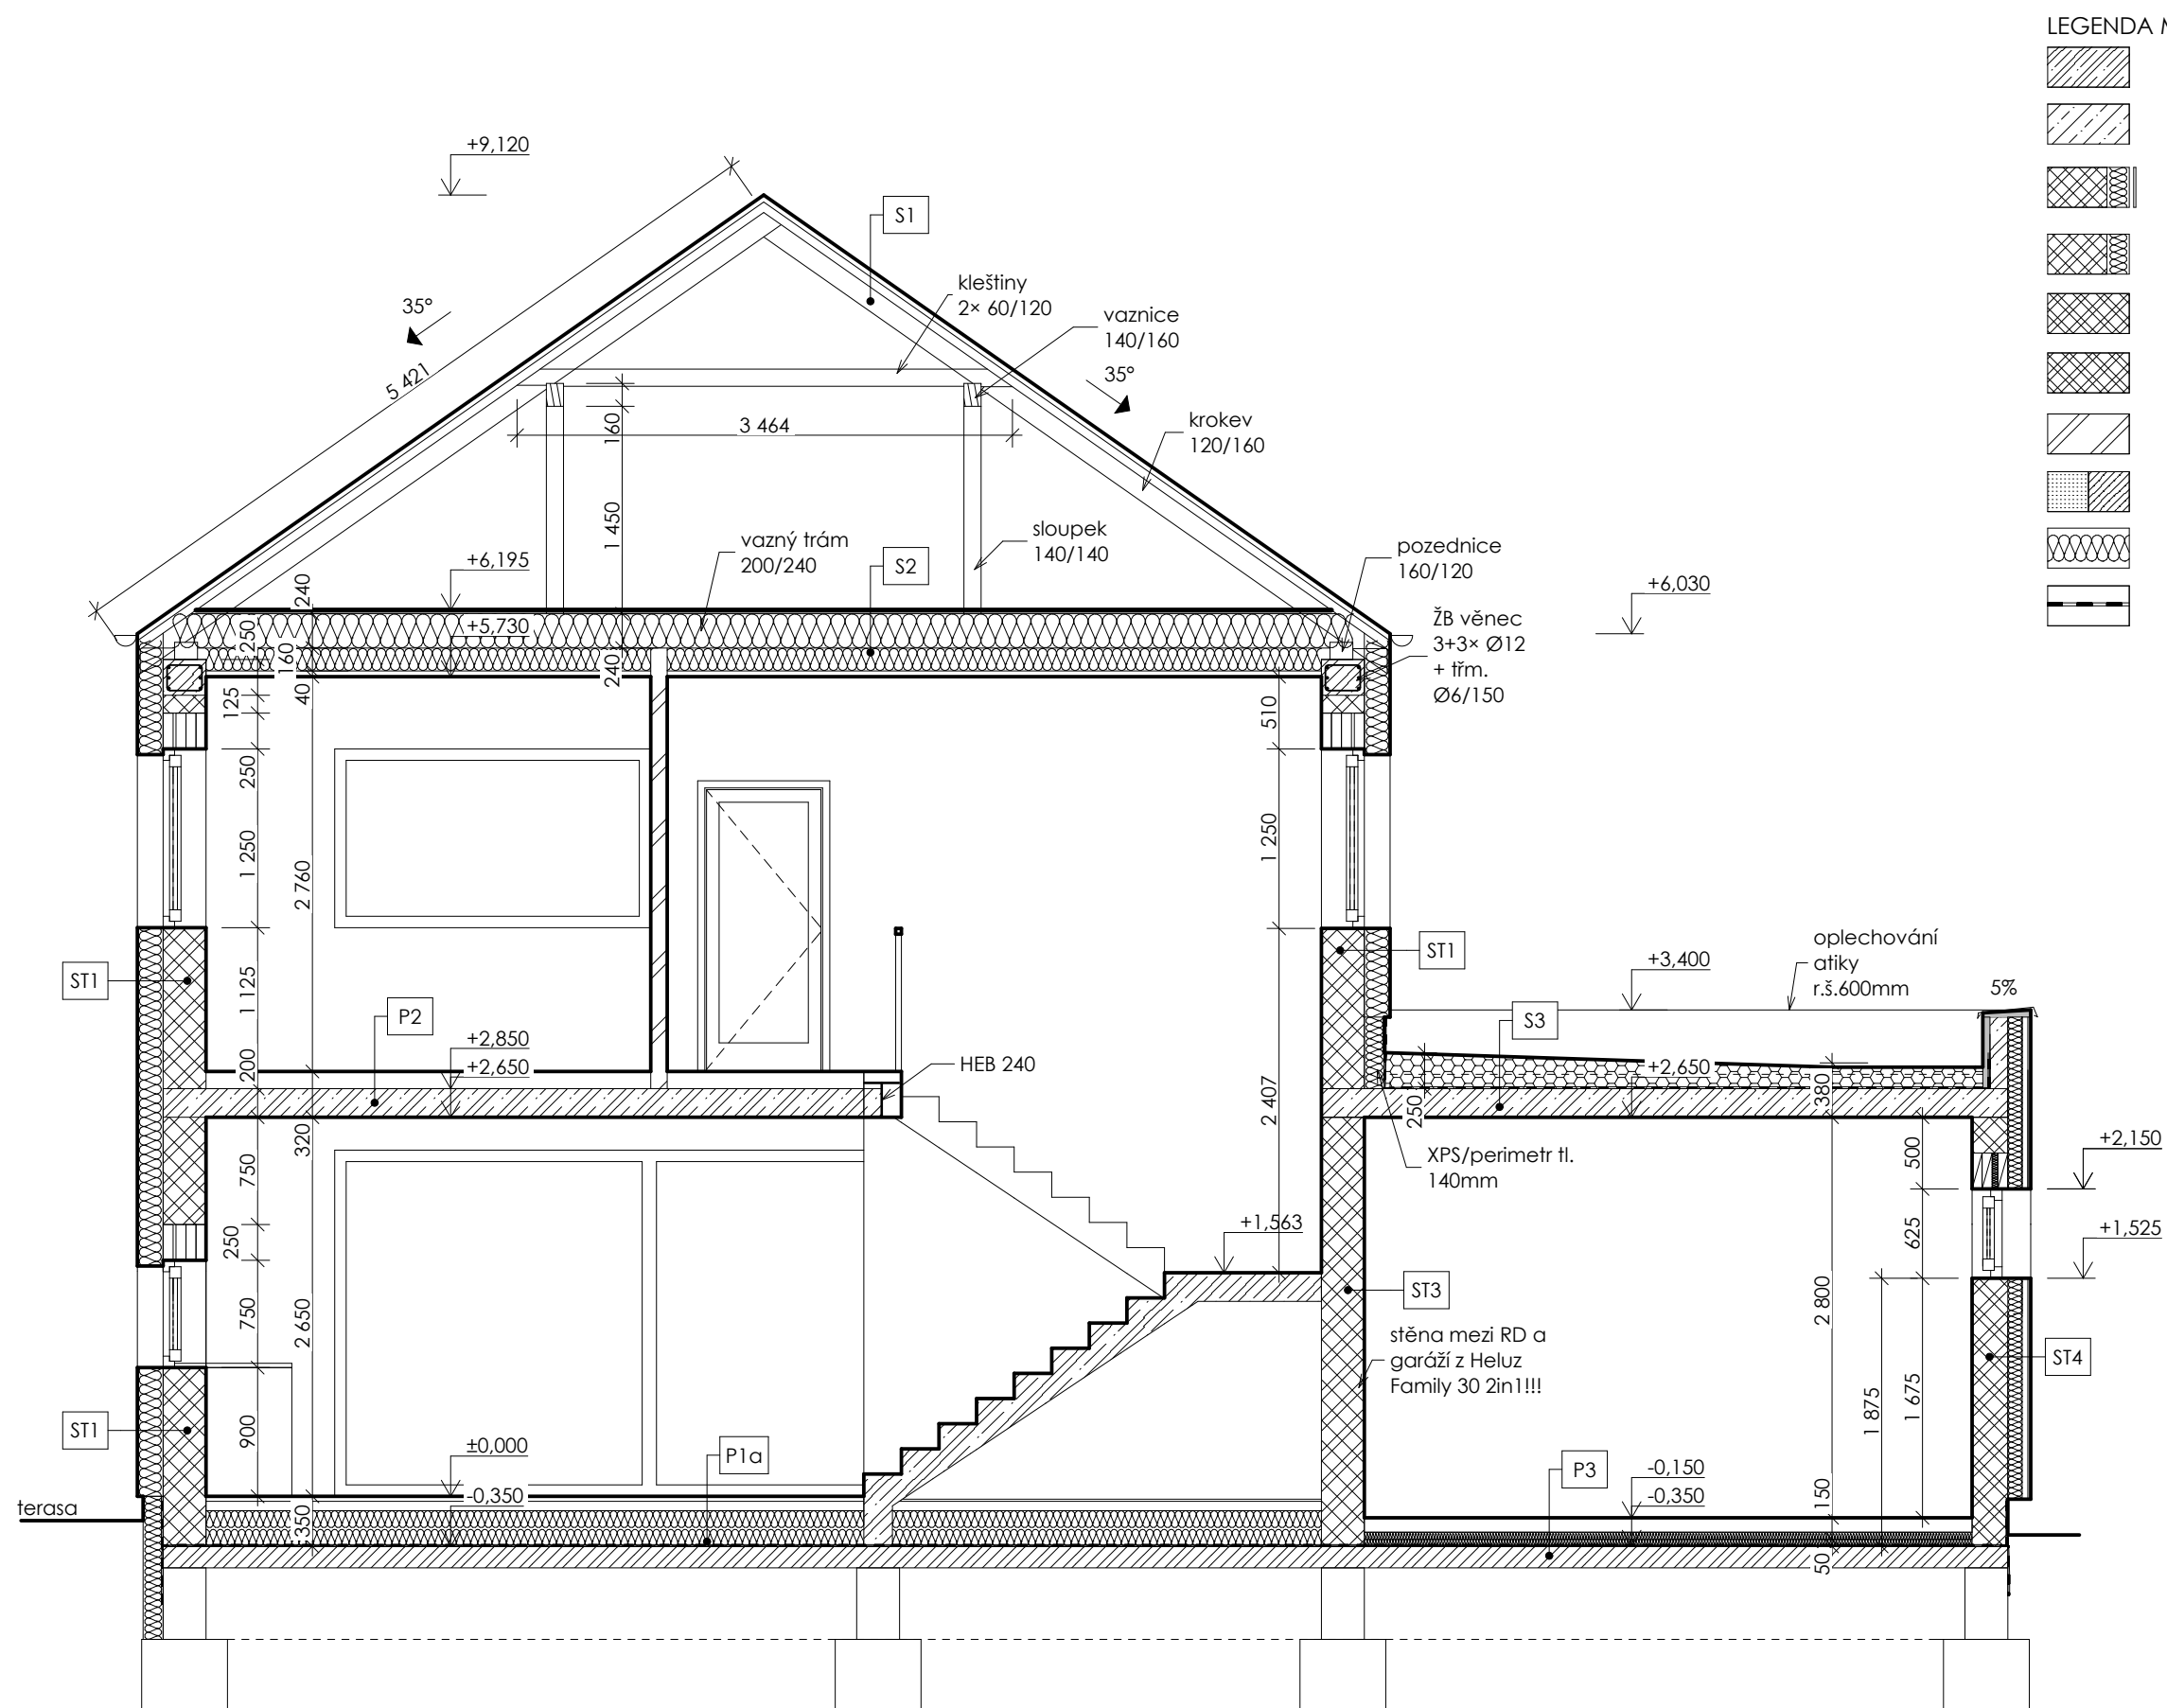 LEGENDA M
+9,120
S1
kleštiny
2× 60/120
vaznice
140/160
35°
35°
5 421
krokev
120/160
160
3 464
1 450
sloupek
140/140
vazný trám
200/240
S2
pozednice
160/120
+6,195
+6,030
240
ŽB věnec
3+3× Ø12
+ třm.
Ø6/150
+5,730
250
160
240
40
125
510
250
1 250
2 760
1 250
oplechování
atiky
r.š.600mm
ST1
ST1
+3,400
5%
1 125
P2
S3
+2,850
+2,650
200
HEB 240
+2,650
380
250
2 407
320
750
XPS/perimetr tl.
140mm
500
+2,150
+1,563
250
625
+1,525
ST3
750
2 650
2 800
stěna mezi RD a
garáží z Heluz
Family 30 2in1!!!
ST4
1 875
1 675
ST1
900
±0,000
P1a
P3
-0,150
-0,350
-0,350
150
terasa
350
50